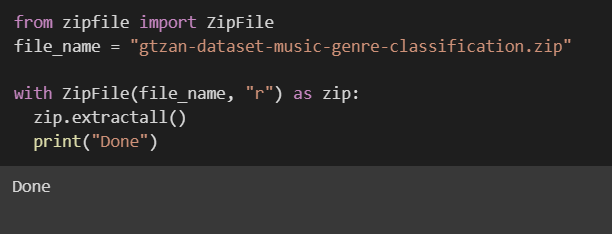 from zipfile import ZipFile
file_name = "gtzan-dataset-music-genre-classification.zip"

with ZipFile(file_name, "r") as zip:
  zip.extractall()
  print("Done")
Done